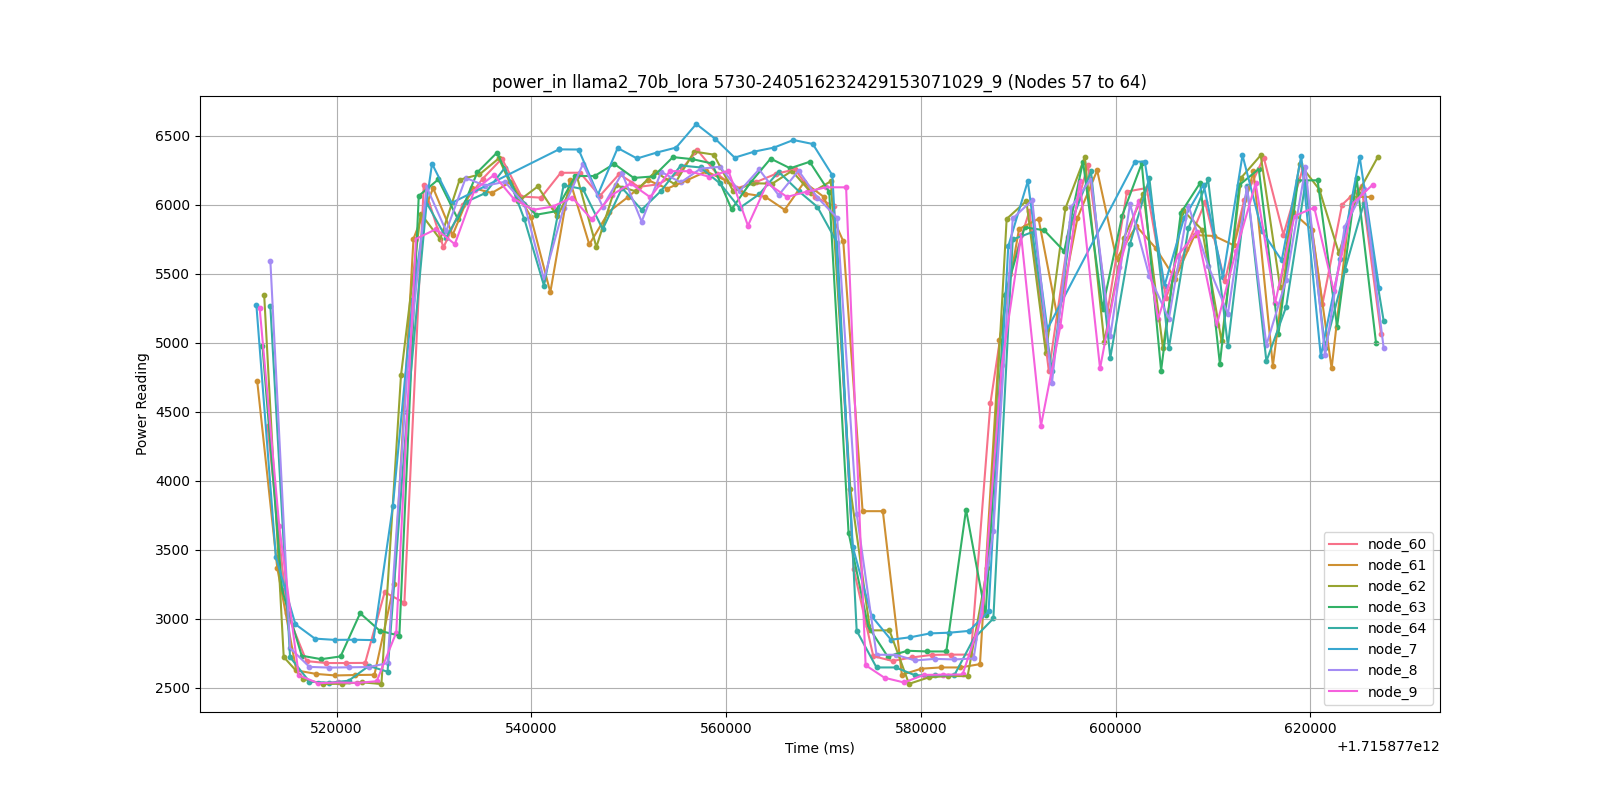 power_in llama2_70b_lora 5730-240516232429153071029_9 (Nodes 57 to 64)
Power Reading
6500
6000
5500
5000
4500
4000
3500
3000
2500
520000
540000
560000
580000
600000
620000
Time (ms)
+1.715877e12
node_60
node_61
node_62
node_63
node_64
node_7
node_8
node_9